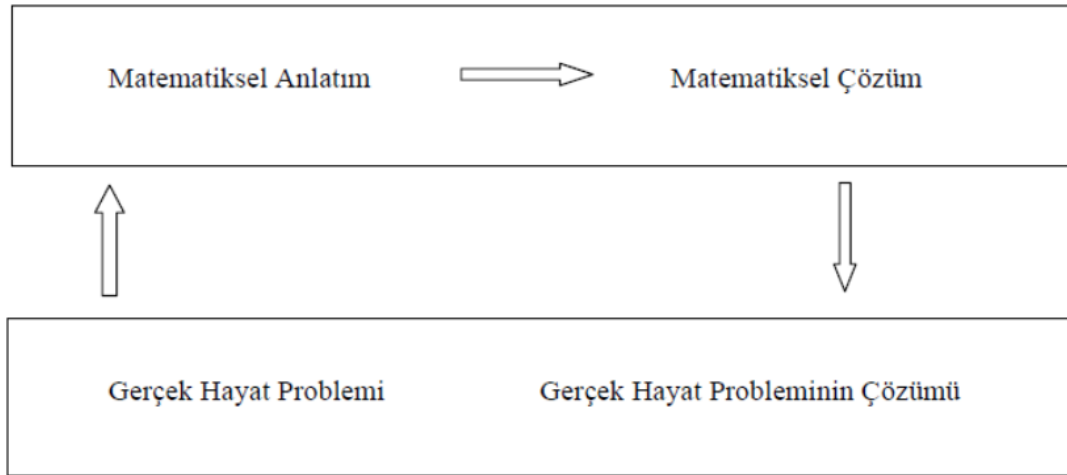 Matematiksel Anlatım Matematiksel Çözüm
Gerçek Hayat Problemi Gerçek Hayat Probleminin Çözümü